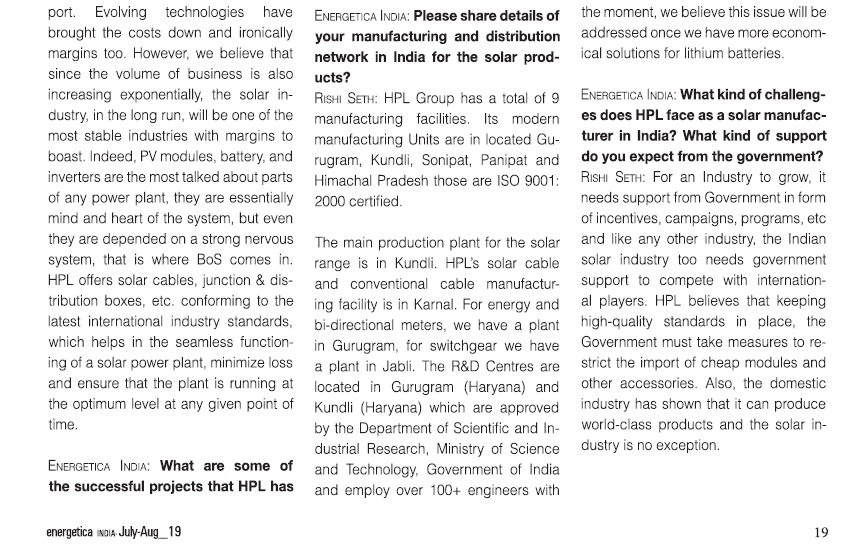 port. Evolving technologies have
brought the costs down and ironically
margins too. However, we believe that
since the volume of business is also
increasing exponentially, the solar in-
dustry, in the long run, will be one of the
most stable industries with margins to
boast. Indeed, PV modules, battery, and
inverters are the most talked about parts
of any power plant, they are essentially
mind and heart of the system, but even
they are depended on a strong nervous
system, that is where BoS comes in.
HPL offers solar cables, junction & dis-
tribution boxes, etc. conforming to the
latest international industry standards,
which helps in the seamless function-
ing of a solar power plant, minimize loss
and ensure that the plant is running at
the optimum level at any given point of
time.
Energetica India: What are some of
the successful projects that HPL has
Energetica India: Please share details of
your manufacturing and distribution
network in India for the solar prod-
ucts?
Rishi Seth: HPL Group has a total of 9
manufacturing facilities. Its modern
manufacturing Units are in located Gu-
rugram, Kundli, Sonipat, Panipat and
Himachal Pradesh those are ISO 9001:
2000 certified.
The main production plant for the solar
range is in Kundli. HPL's solar cable
and conventional cable manufactur-
ing facility is in Karnal. For energy and
bi-directional meters, we have a plant
in Gurugram, for switchgear we have
a plant in Jabli. The R&D Centres are
located in Gurugram (Haryana) and
Kundli (Haryana) which are approved
by the Department of Scientific and In-
dustrial Research, Ministry of Science
and Technology, Government of India
and employ over 100+ engineers with
the moment, we believe this issue will be
addressed once we have more econom-
ical solutions for lithium batteries.
Energetica India: What kind of challeng-
es does HPL face as a solar manufac-
turer in India? What kind of support
do you expect from the government?
Rishi Seth: For an Industry to grow, it
needs support from Government in form
of incentives, campaigns, programs, etc
and like any other industry, the Indian
solar industry too needs government
support to compete with internation-
al players. HPL believes that keeping
high-quality standards in place, the
Government must take measures to re-
strict the import of cheap modules and
other accessories. Also, the domestic
industry has shown that it can produce
world-class products and the solar in-
dustry is no exception.
energetica INDIA·July-Aug_19
19